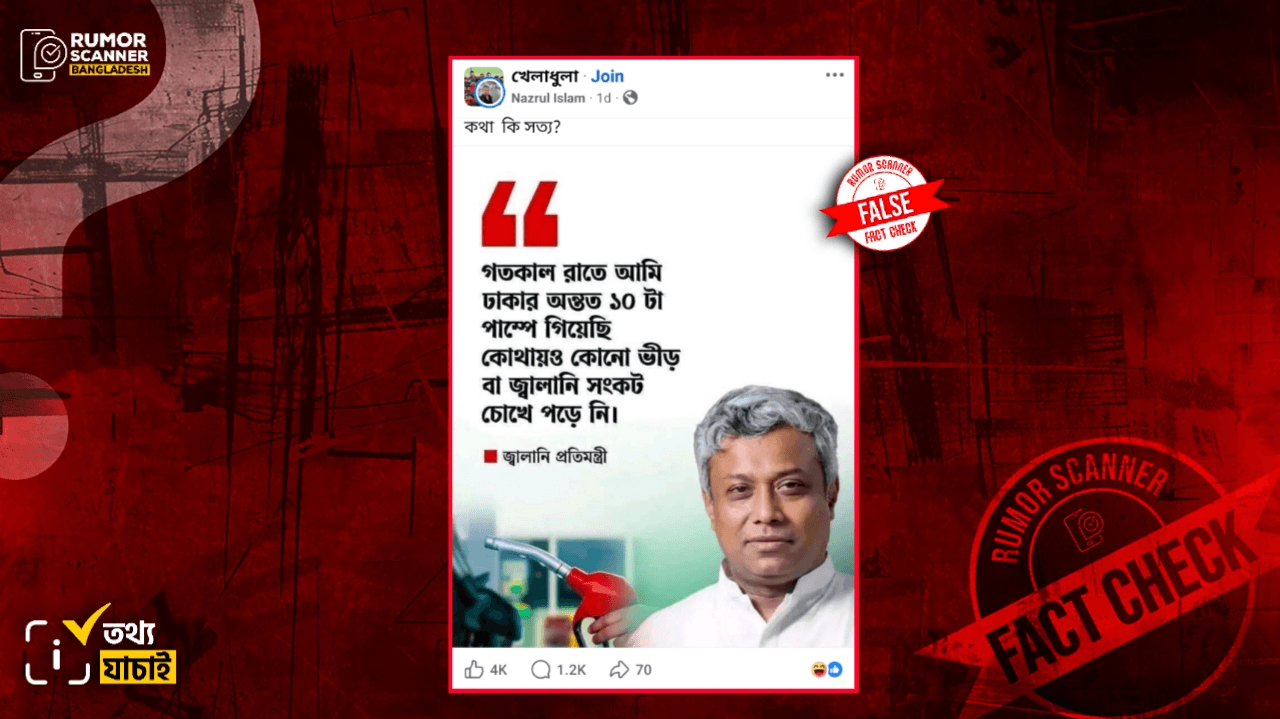 RUMOR
SCANNER
BANGLADESH
খেলাধুলা · Join
Nazrul Islam · 1d ·
কথা কি সত্য?
গতকাল রাতে আমি
ঢাকার অন্তত ১০ টা
পাম্পে গিয়েছি
কোথায়ও কোনো ভীড়
বা জ্বালানি সংকট
চোখে পড়ে নি।
জ্বালানি প্রতিমন্ত্রী
4K 1.2K 70
RUMOR SCANNER
FALSE
FACT CHECK
RUMOR SCANNER
FACT CHECK
তথ্য
যাচাই